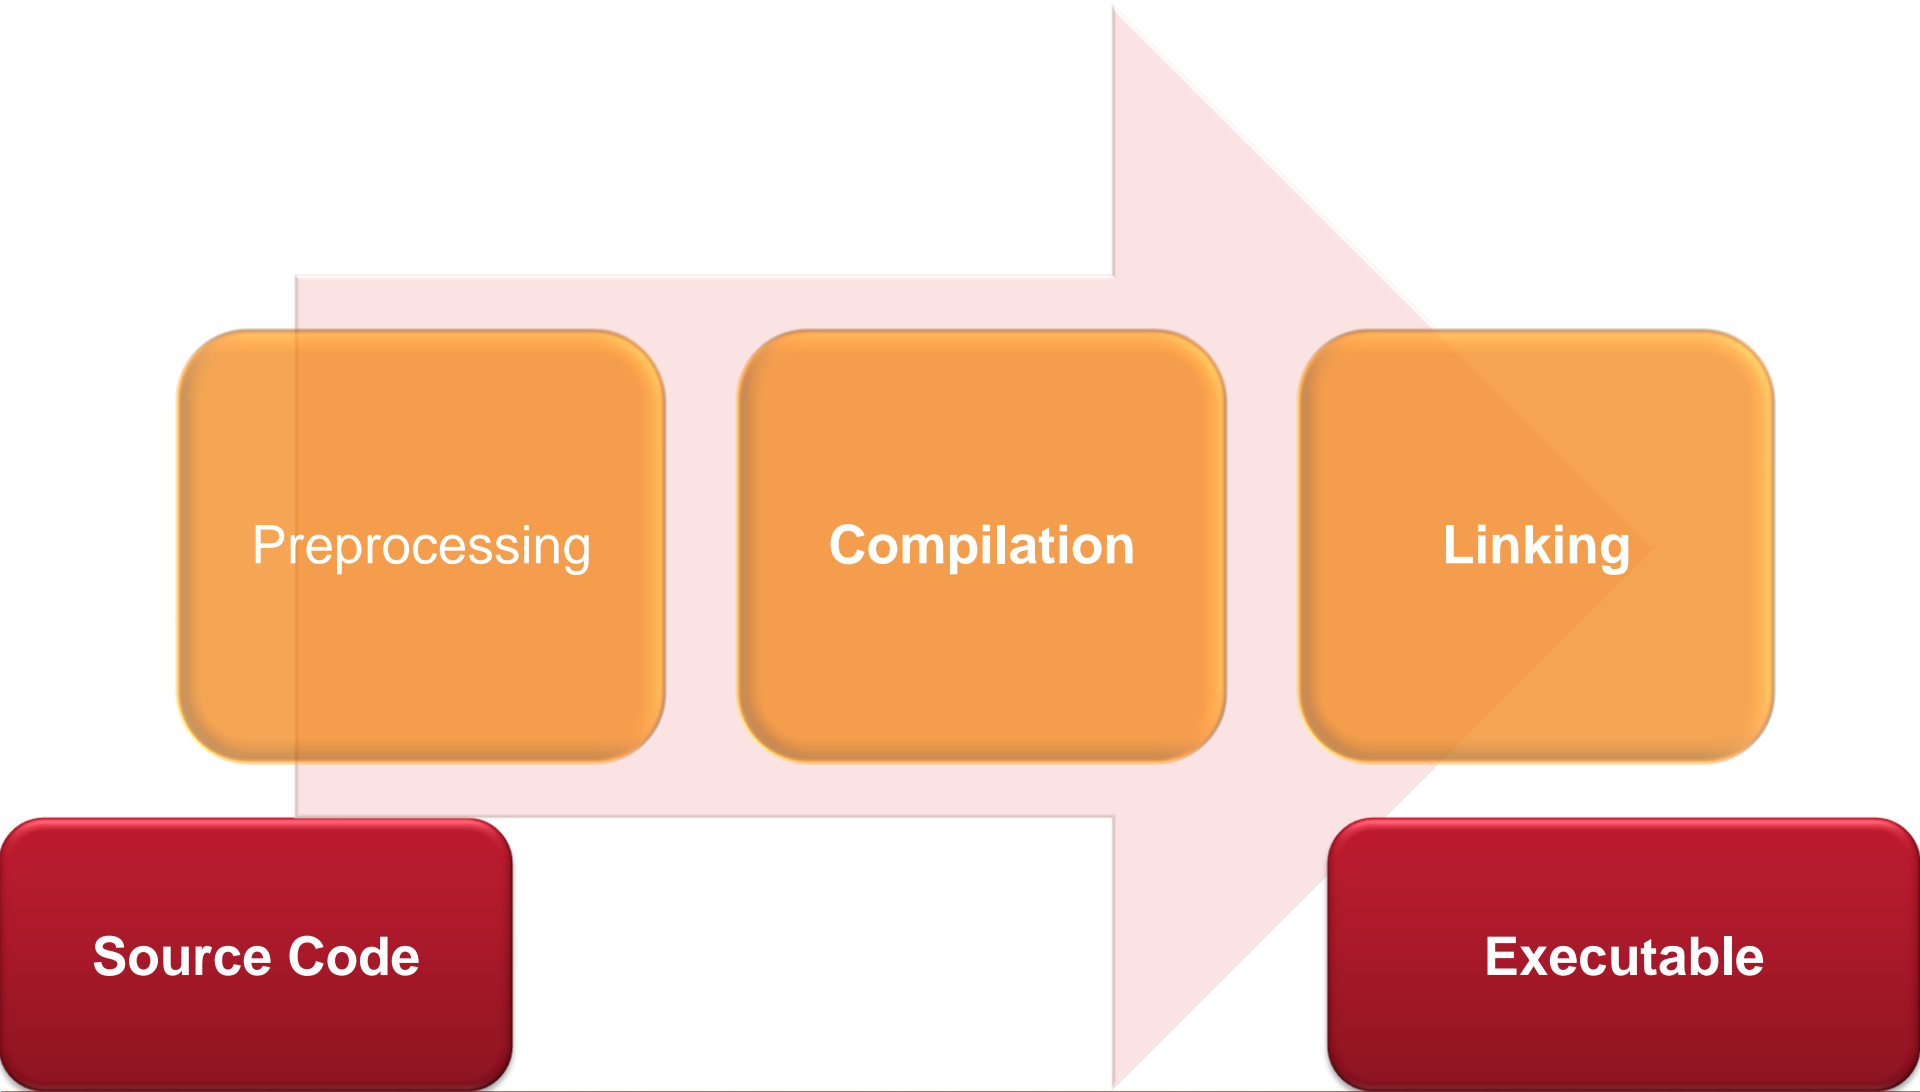 Preprocessing
Compilation
Linking
Source Code
Executable